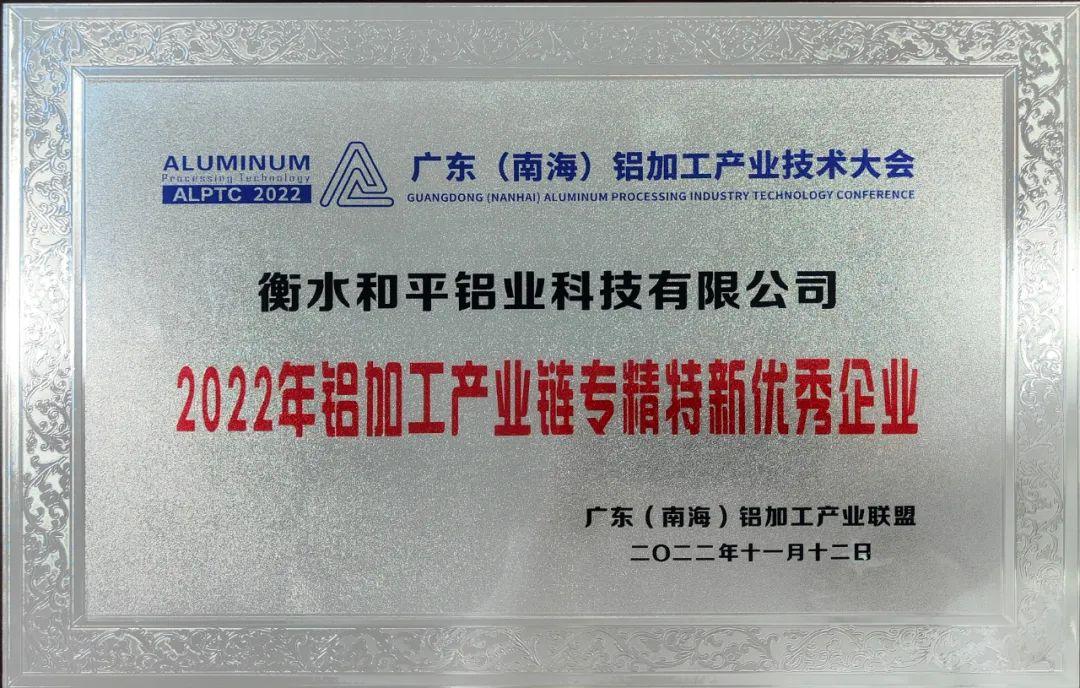 ALUMINUM
Processing Technology
ALPTC 2022
广东（南海）铝加工产业技术大会
GUANGDONG (NANHAI) ALUMINUM PROCESSING INDUSTRY TECHNOLOGY CONFERENCE
衡水和平铝业科技有限公司
2022年铝加工产业链专精特新优秀企业
广东（南海）铝加工产业联盟
二〇二二年十一月十二日